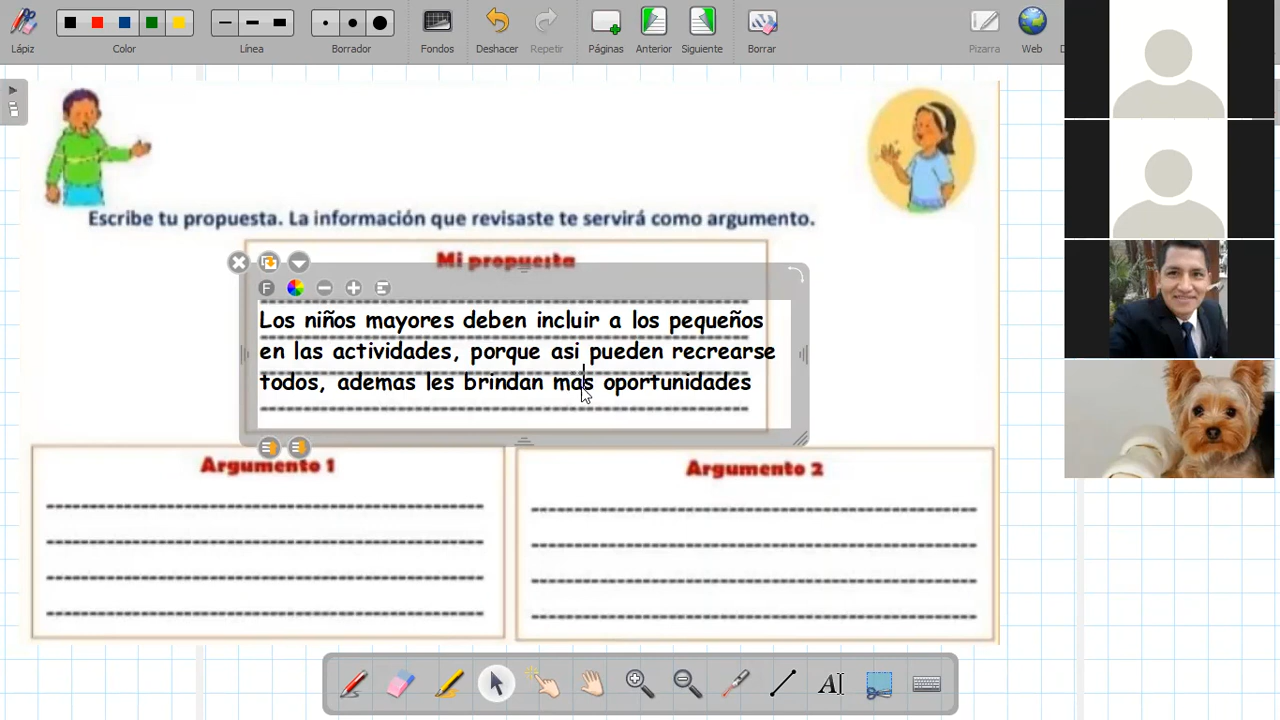 Lápiz
Color
Línea
Borrador
Fondos
Deshacer
Repetir
Páginas
Anterior
Siguiente
Borrar
Pizarra
Web
Escribe tu propuesta. La información que revisaste te servirá como argumento.
Mi propuesta
F
Los niños mayores deben incluir a los pequeños
en las actividades, porque asi pueden recrearse
todos, ademas les brindan mas oportunidades
Argumento 1
Argumento 2